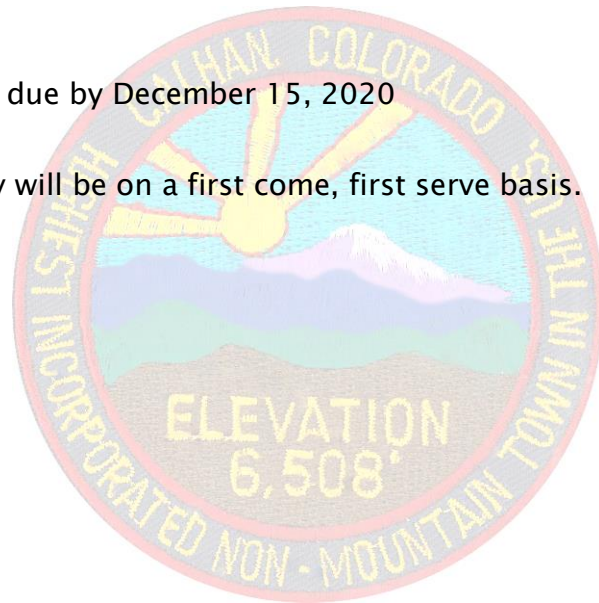 due by December 15, 2020
will be on a first come, first serve basis.
CALHAN, COLORADO
HIGHEST INCORPORATED NON-MOUNTAIN TOWN IN THE U.S.
ELEVATION
6,508'